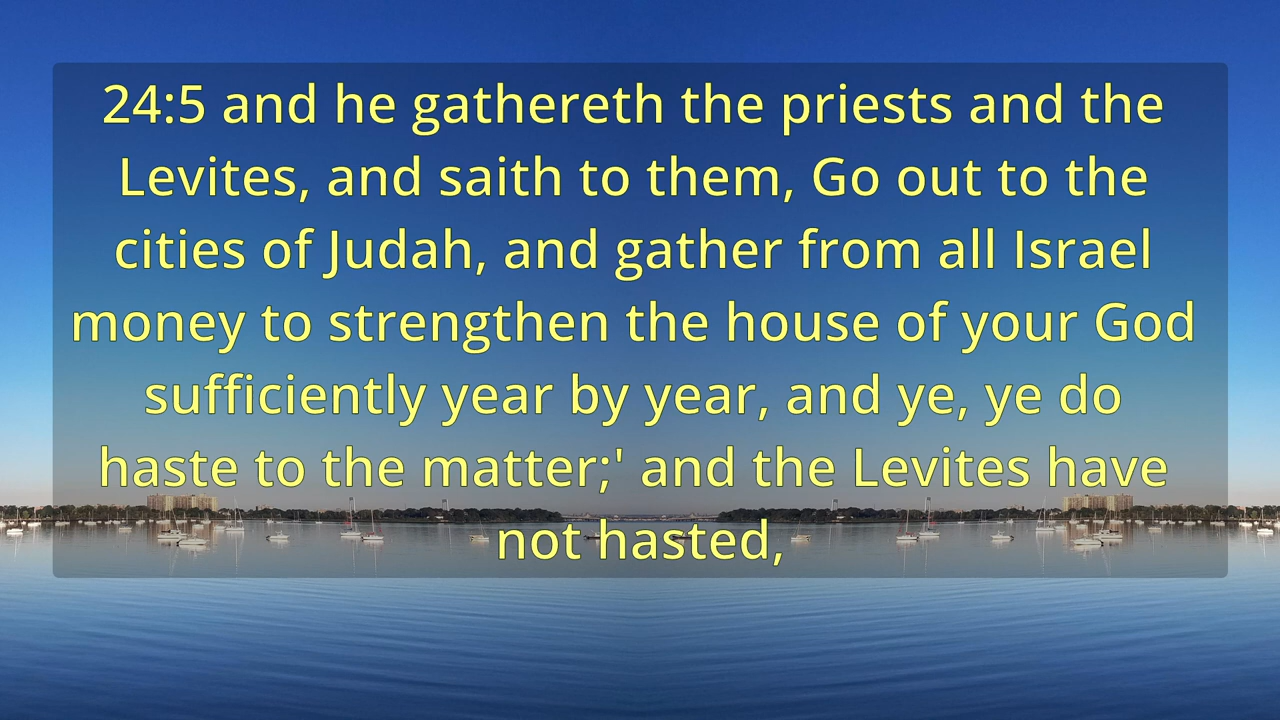 24:5 and he gathereth the priests and the
Levites, and saith to them, Go out to the
cities of Judah, and gather from all Israel
money to strengthen the house of your God
sufficiently year by year, and ye, ye do
haste to the matter;' and the Levites have
not hasted,